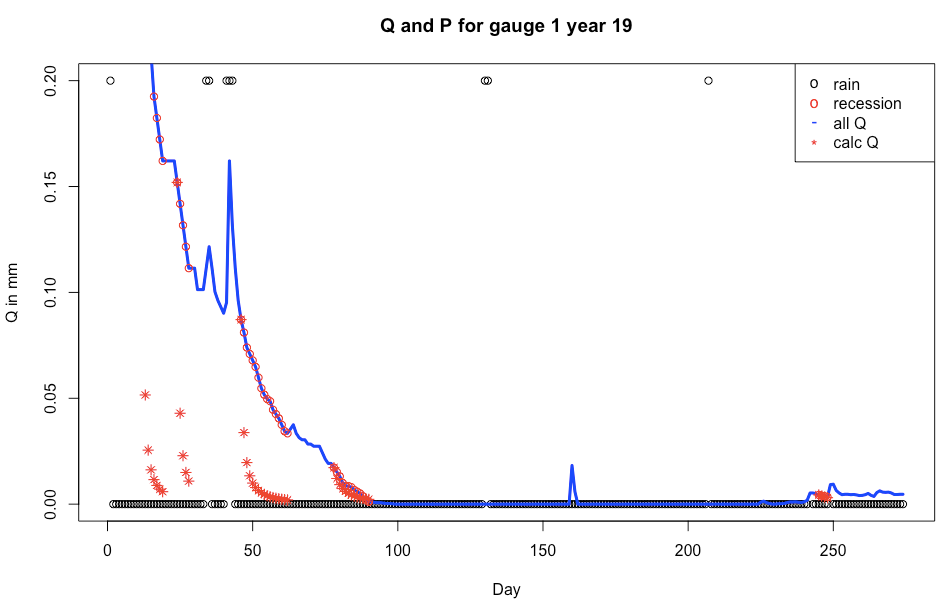 Q and P for gauge 1 year 19
Q in mm
0.20
0.15
0.10
0.05
0.00
o rain
o recession
- all Q
* calc Q
0 50 100 150 200 250
Day